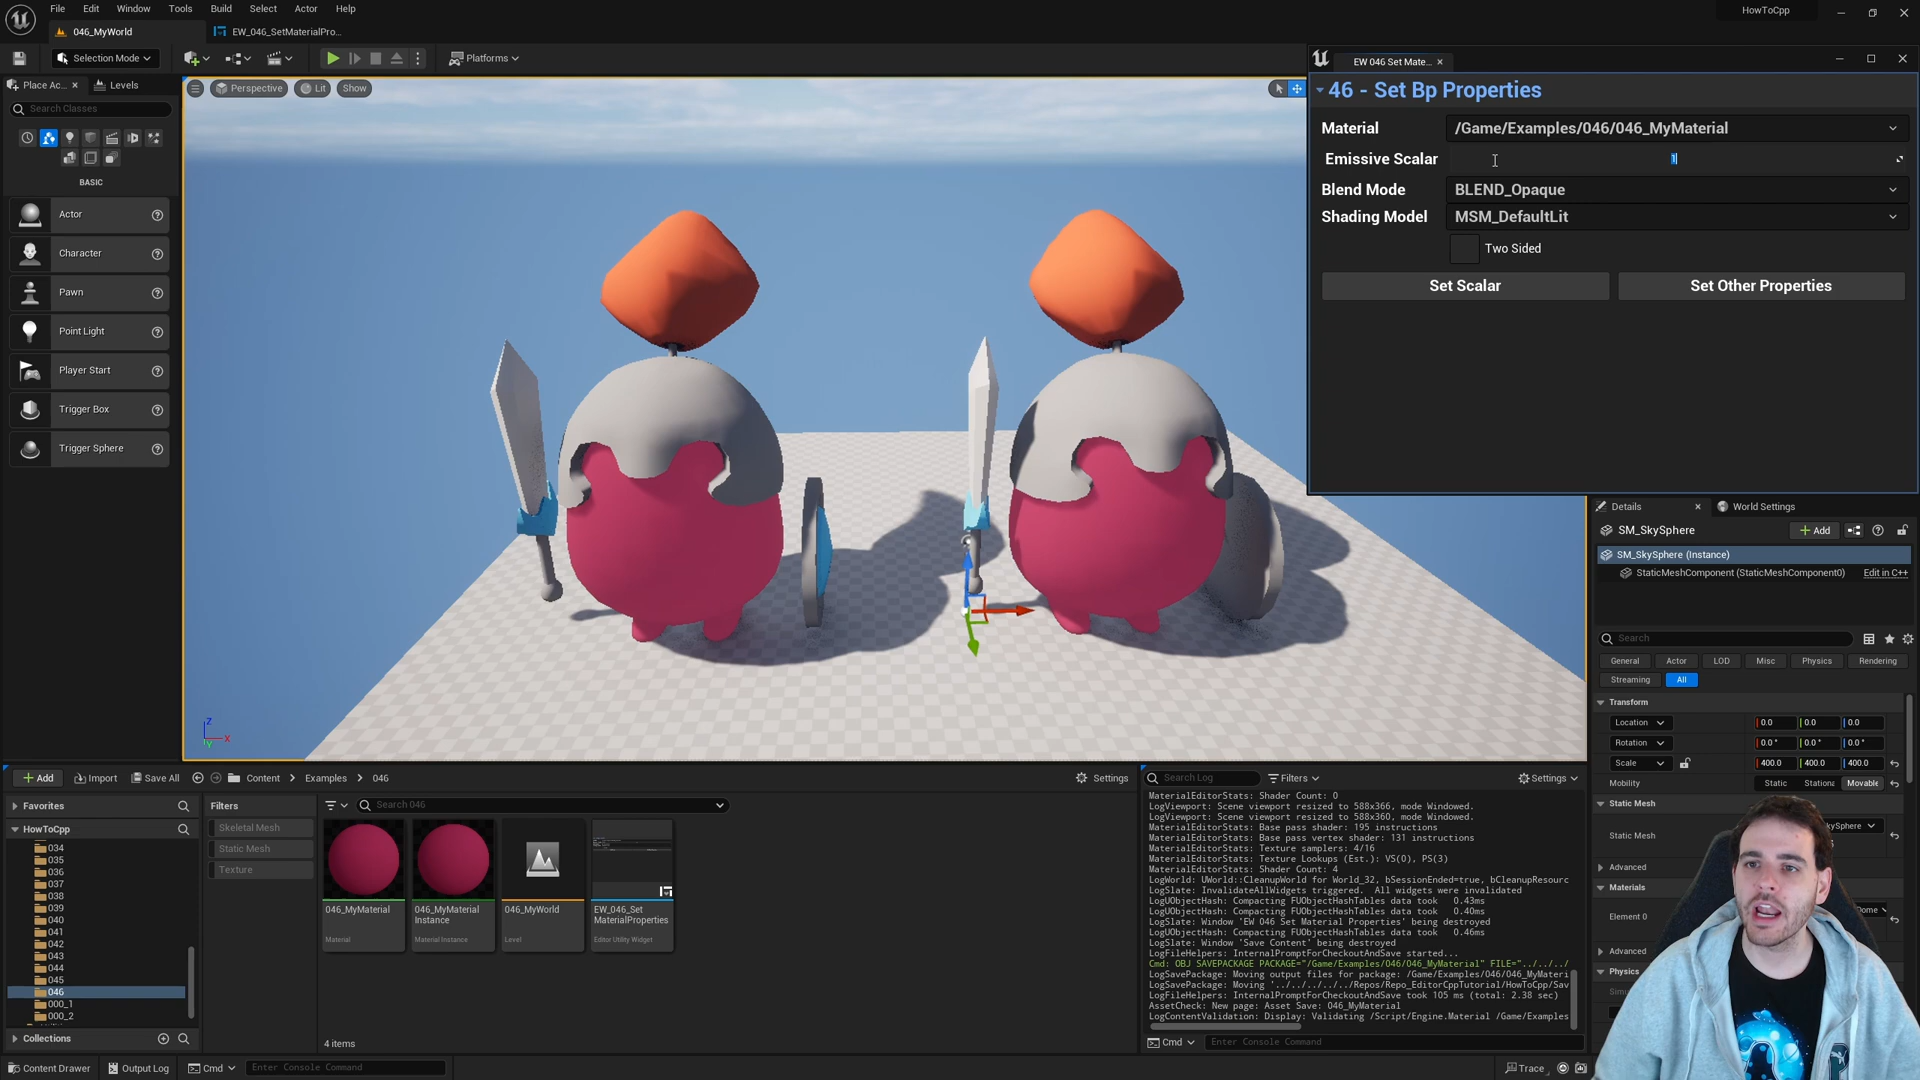 File Edit Window Tools Build Select Actor Help
HowToCpp
046_MyWorld
EW_046_SetMaterialPro...
Selection Mode
Platforms
Place Ac...
Levels
Search Classes
BASIC
Actor
Character
Pawn
Point Light
Player Start
Trigger Box
Trigger Sphere
Perspective
Lit
Show
EW 046 Set Mate...
46 - Set Bp Properties
Material /Game/Examples/046/046_MyMaterial
Emissive Scalar 1
Blend Mode BLEND_Opaque
Shading Model MSM_DefaultLit
Two Sided
Set Scalar
Set Other Properties
Details
World Settings
SM_SkySphere
Add
SM_SkySphere (Instance)
StaticMeshComponent (StaticMeshComponent0) Edit in C++
Search
General Actor LOD Misc Physics Rendering
Streaming All
Transform
Location 0.0 0.0 0.0
Rotation 0.0 ° 0.0 ° 0.0 °
Scale 400.0 400.0 400.0
Mobility Static Stationa Movable
Static Mesh
Static Mesh
Advanced
Materials
Element 0
Advanced
Physics
Z
X
Y
Add
Import
Save All
Content
Examples
046
Settings
Favorites
HowToCpp
034
035
036
037
038
039
040
041
042
043
044
045
046
000_1
000_2
Collections
Filters
Skeletal Mesh
Static Mesh
Texture
Search 046
046_MyMaterial
Material
046_MyMaterial
Instance
Material Instance
046_MyWorld
Level
EW_046_Set
MaterialProperties
Editor Utility Widget
4 items
Search Log
Filters
Settings
MaterialEditorStats: Shader Count: 0
LogViewport: Scene viewport resized to 588x366, mode Windowed.
LogViewport: Scene viewport resized to 588x360, mode Windowed.
MaterialEditorStats: Base pass shader: 195 instructions
MaterialEditorStats: Base pass vertex shader: 131 instructions
MaterialEditorStats: Texture samplers: 4/16
MaterialEditorStats: Texture Lookups (Est.): VS(0), PS(3)
MaterialEditorStats: Shader Count: 4
LogWorld: UWorld::CleanupWorld for World_32, bSessionEnded=true, bCleanupResourc
LogSlate: InvalidateAllWidgets triggered. All widgets were invalidated
LogUObjectHash: Compacting FUObjectHashTables data took 0.43ms
LogUObjectHash: Compacting FUObjectHashTables data took 0.40ms
LogSlate: Window 'EW 046 Set Material Properties' being destroyed
LogUObjectHash: Compacting FUObjectHashTables data took 0.46ms
LogSlate: Window 'Save Content' being destroyed
LogFileHelpers: InternalPromptForCheckoutAndSave started...
Cmd: OBJ SAVEPACKAGE PACKAGE="/Game/Examples/046/046_MyMaterial" FILE="../../../
LogSavePackage: Moving output files for package: /Game/Examples/046/046_MyMateri
LogSavePackage: Moving '../../../../../Repos/Repo_EditorCppTutorial/HowToCpp/Sav
LogFileHelpers: InternalPromptForCheckoutAndSave took 105 ms (total: 2.38 sec)
AssetCheck: New page: Asset Save: 046_MyMaterial
LogContentValidation: Display: Validating /Script/Engine.Material /Game/Examples
Cmd
Enter Console Command
Content Drawer
Output Log
Cmd
Enter Console Command
Trace